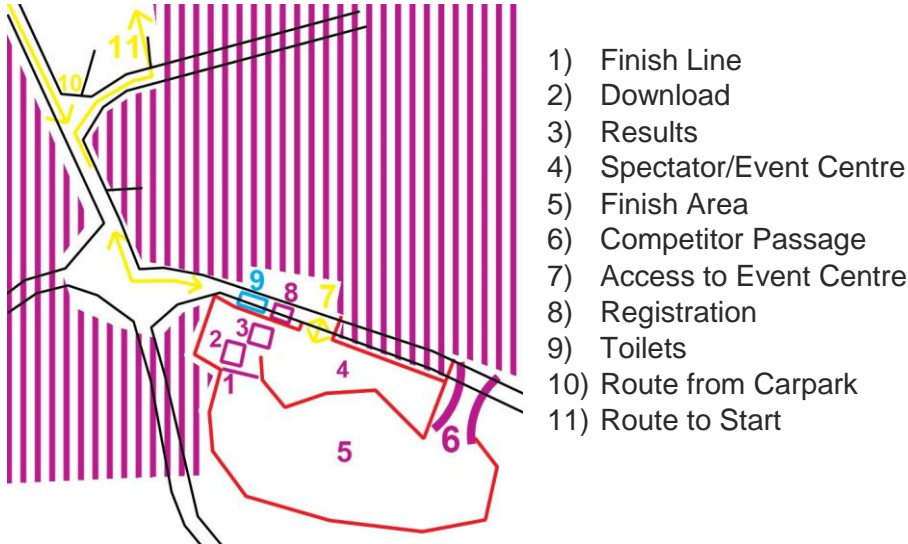 11
10
9
8
7
3
2
4
1
6
5
1) Finish Line
2) Download
3) Results
4) Spectator/Event Centre
5) Finish Area
6) Competitor Passage
7) Access to Event Centre
8) Registration
9) Toilets
10) Route from Carpark
11) Route to Start